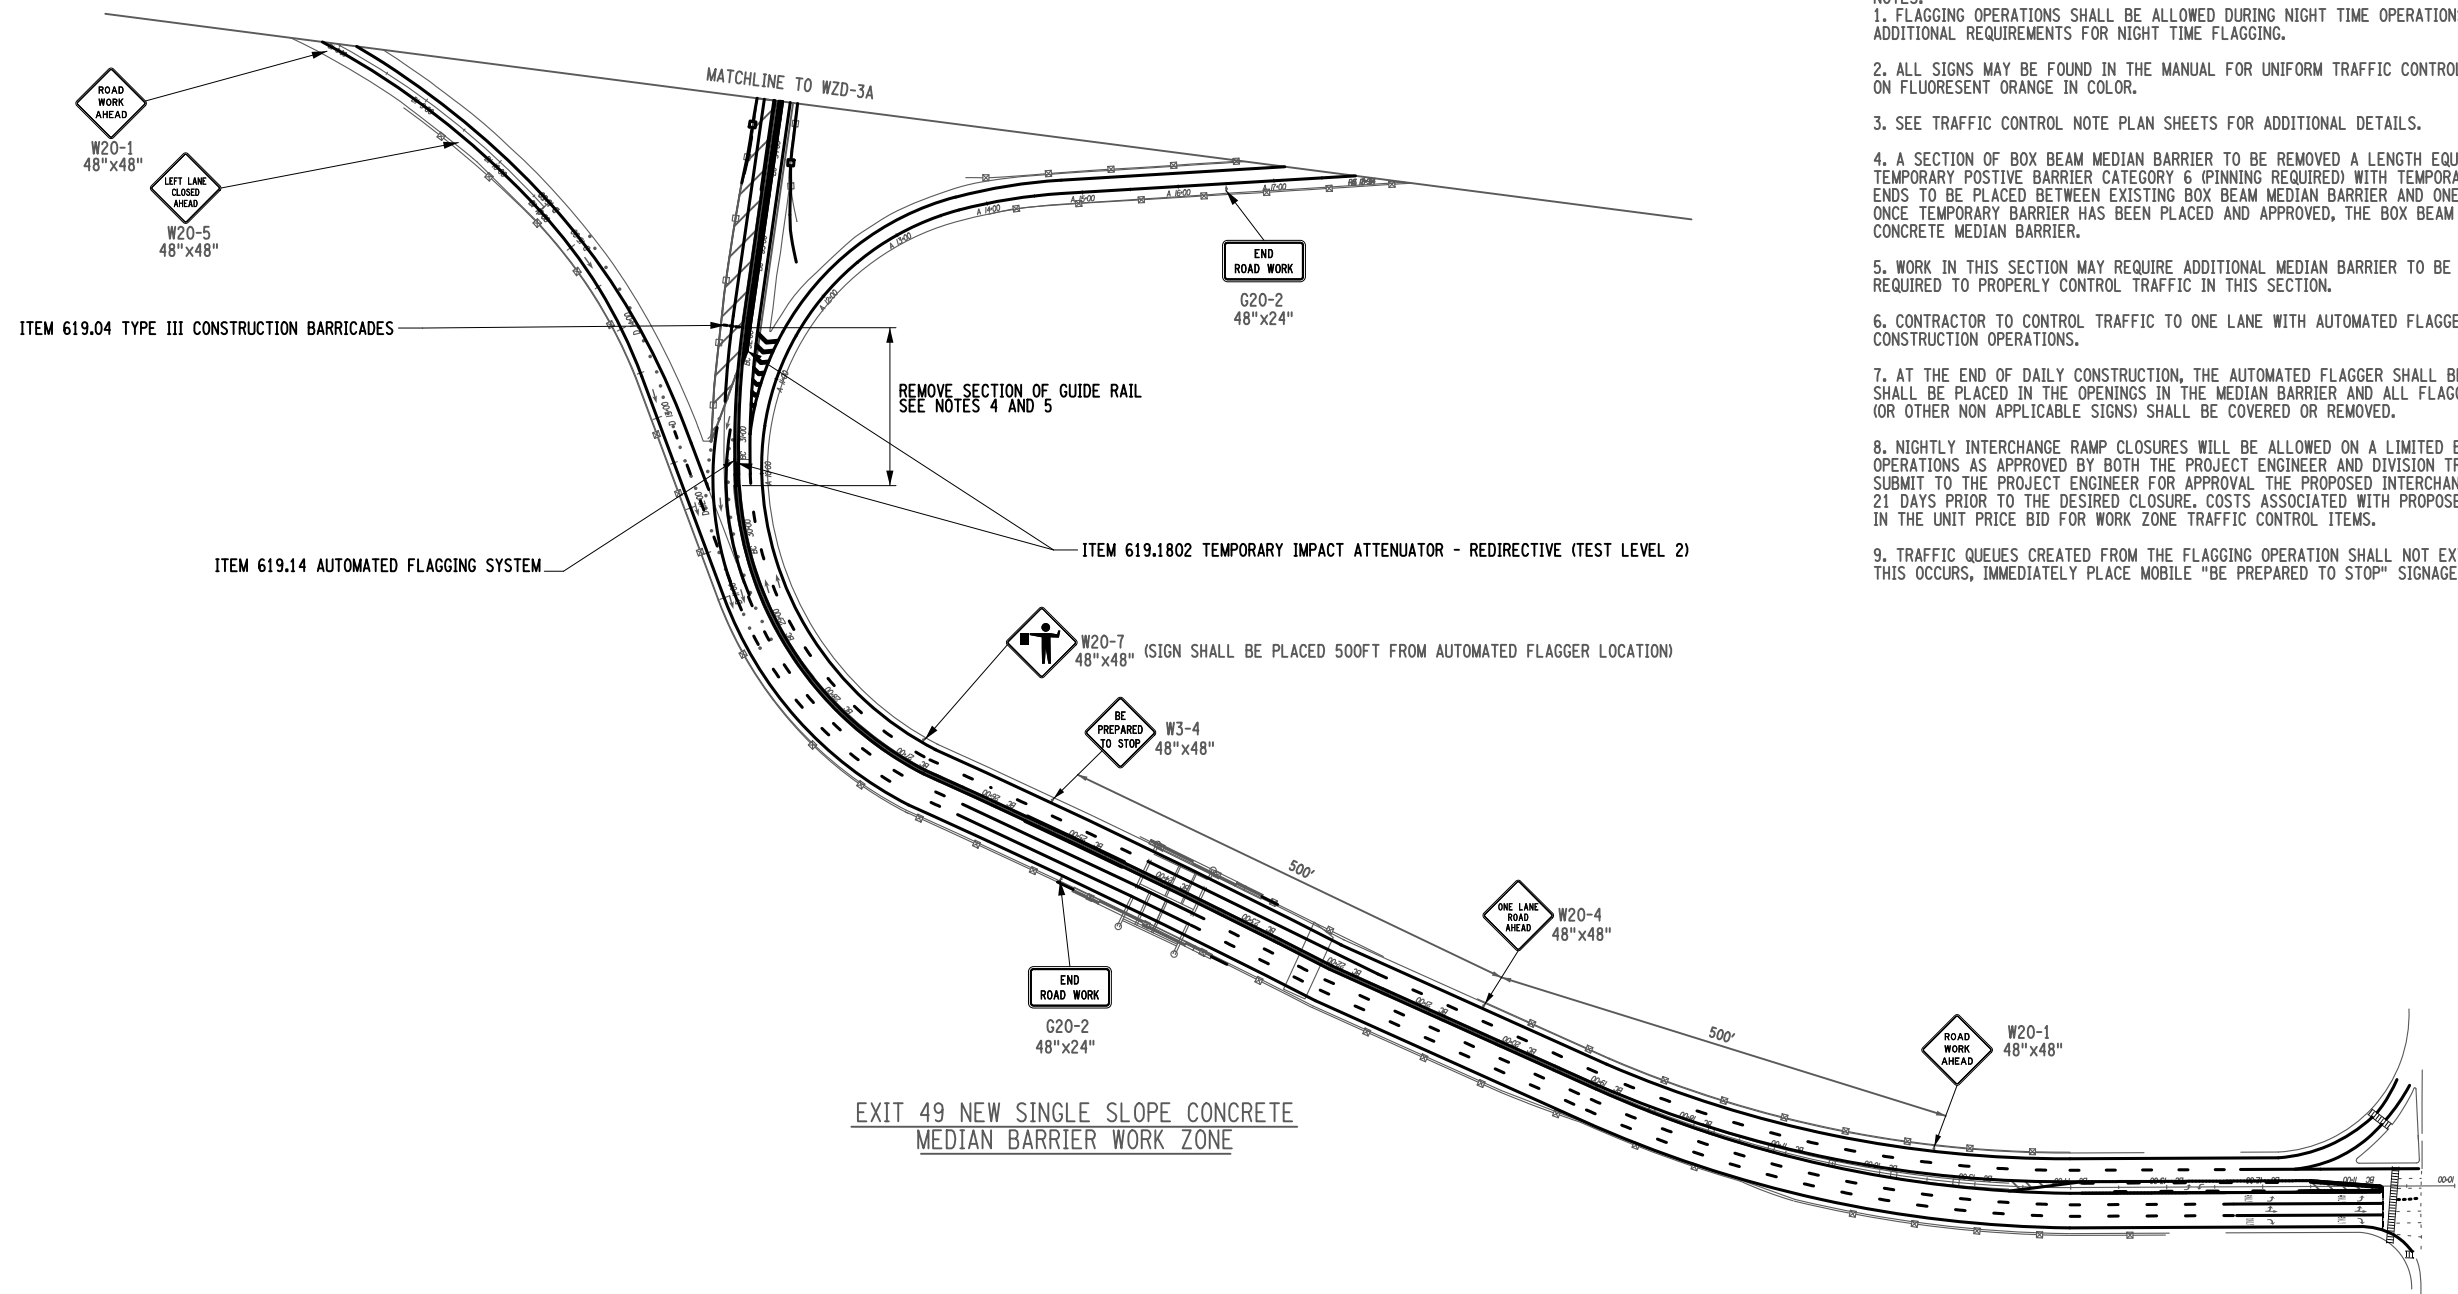 NOTES:
1. FLAGGING OPERATIONS SHALL BE ALLOWED DURING NIGHT TIME OPERATIONS
ADDITIONAL REQUIREMENTS FOR NIGHT TIME FLAGGING.
2. ALL SIGNS MAY BE FOUND IN THE MANUAL FOR UNIFORM TRAFFIC CONTROL
ON FLUORESENT ORANGE IN COLOR.
3. SEE TRAFFIC CONTROL NOTE PLAN SHEETS FOR ADDITIONAL DETAILS.
4. A SECTION OF BOX BEAM MEDIAN BARRIER TO BE REMOVED A LENGTH EQU
TEMPORARY POSTIVE BARRIER CATEGORY 6 (PINNING REQUIRED) WITH TEMPORA
ENDS TO BE PLACED BETWEEN EXISTING BOX BEAM MEDIAN BARRIER AND ONE
ONCE TEMPORARY BARRIER HAS BEEN PLACED AND APPROVED, THE BOX BEAM
CONCRETE MEDIAN BARRIER.
5. WORK IN THIS SECTION MAY REQUIRE ADDITIONAL MEDIAN BARRIER TO BE
REQUIRED TO PROPERLY CONTROL TRAFFIC IN THIS SECTION.
6. CONTRACTOR TO CONTROL TRAFFIC TO ONE LANE WITH AUTOMATED FLAGGE
CONSTRUCTION OPERATIONS.
7. AT THE END OF DAILY CONSTRUCTION, THE AUTOMATED FLAGGER SHALL BE
SHALL BE PLACED IN THE OPENINGS IN THE MEDIAN BARRIER AND ALL FLAGG
(OR OTHER NON APPLICABLE SIGNS) SHALL BE COVERED OR REMOVED.
8. NIGHTLY INTERCHANGE RAMP CLOSURES WILL BE ALLOWED ON A LIMITED B
OPERATIONS AS APPROVED BY BOTH THE PROJECT ENGINEER AND DIVISION TR
SUBMIT TO THE PROJECT ENGINEER FOR APPROVAL THE PROPOSED INTERCHAN
21 DAYS PRIOR TO THE DESIRED CLOSURE. COSTS ASSOCIATED WITH PROPOSE
IN THE UNIT PRICE BID FOR WORK ZONE TRAFFIC CONTROL ITEMS.
9. TRAFFIC QUEUES CREATED FROM THE FLAGGING OPERATION SHALL NOT EX
THIS OCCURS, IMMEDIATELY PLACE MOBILE "BE PREPARED TO STOP" SIGNAGE
MATCHLINE TO WZD-3A
ROAD
WORK
AHEAD
W20-1
48"x48"
LEFT LANE
CLOSED
AHEAD
W20-5
48"x48"
END
ROAD WORK
G20-2
48"x24"
ITEM 619.04 TYPE III CONSTRUCTION BARRICADES
REMOVE SECTION OF GUIDE RAIL
SEE NOTES 4 AND 5
ITEM 619.14 AUTOMATED FLAGGING SYSTEM
ITEM 619.1802 TEMPORARY IMPACT ATTENUATOR - REDIRECTIVE (TEST LEVEL 2)
W20-7
48"x48" (SIGN SHALL BE PLACED 500FT FROM AUTOMATED FLAGGER LOCATION)
BE
PREPARED
TO STOP
W3-4
48"x48"
500'
ONE LANE
ROAD
AHEAD
W20-4
48"x48"
500'
ROAD
WORK
AHEAD
W20-1
48"x48"
END
ROAD WORK
G20-2
48"x24"
EXIT 49 NEW SINGLE SLOPE CONCRETE
MEDIAN BARRIER WORK ZONE